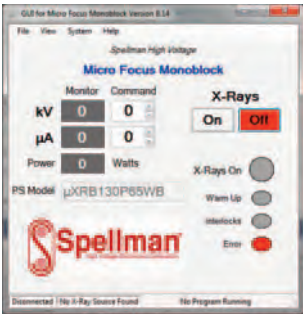 GUI for Micro Focus Monoblock Version 8.14
File View System Help
Spellman High Voltage
Micro Focus Monoblock
Monitor Command
X-Rays
kV 0 0
On Off
µA 0 0
Power 0 Watts
X-Rays On
PS Model µXRB130P65WB
Warm Up
Interlocks
Spellman
Error
Disconnected No X-Ray Source Found No Program Running